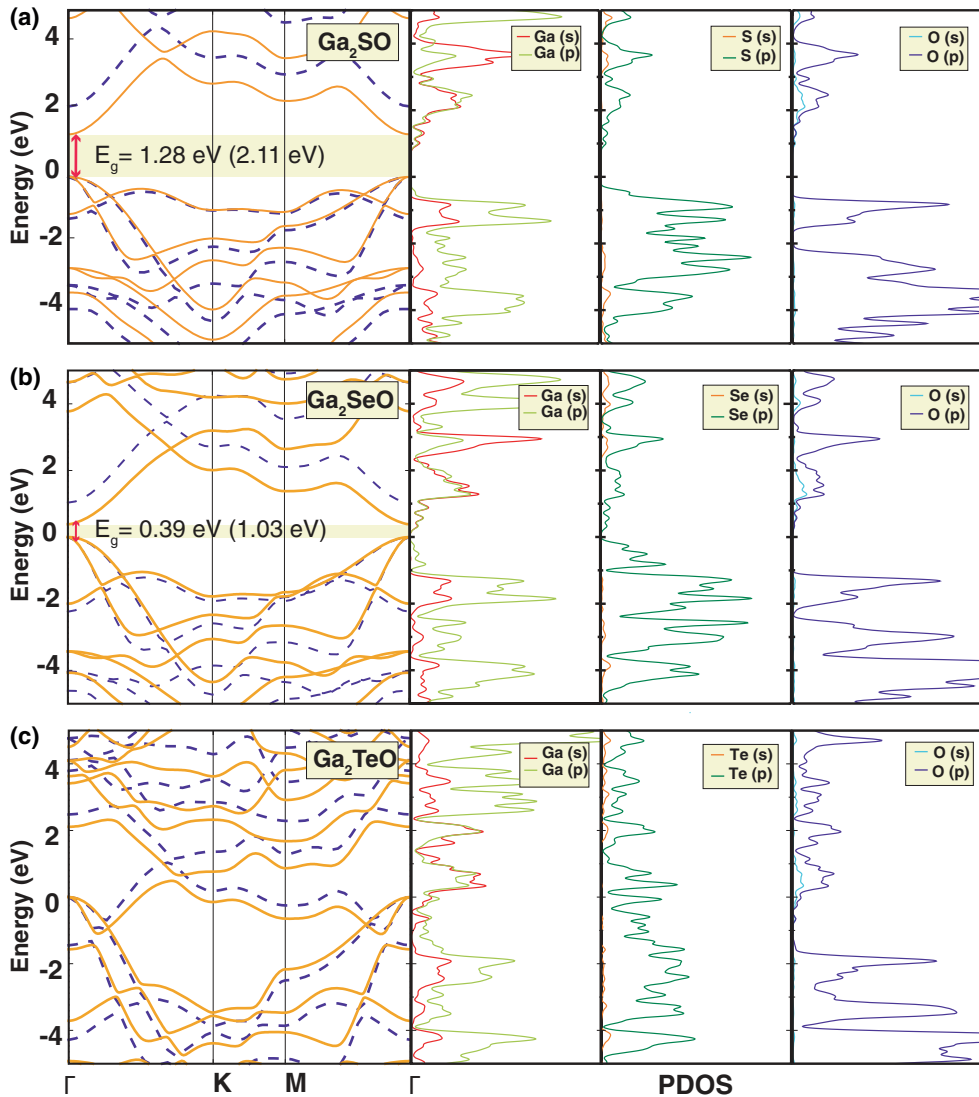 (a)
Ga₂SO
Ga (s)
Ga (p)
S (s)
S (p)
O (s)
O (p)
4
2
0
-2
-4
Energy (eV)
E_g= 1.28 eV (2.11 eV)
(b)
Ga₂SeO
Ga (s)
Ga (p)
Se (s)
Se (p)
O (s)
O (p)
4
2
0
-2
-4
Energy (eV)
E_g= 0.39 eV (1.03 eV)
(c)
Ga₂TeO
Ga (s)
Ga (p)
Te (s)
Te (p)
O (s)
O (p)
4
2
0
-2
-4
Energy (eV)
Γ K M Γ PDOS